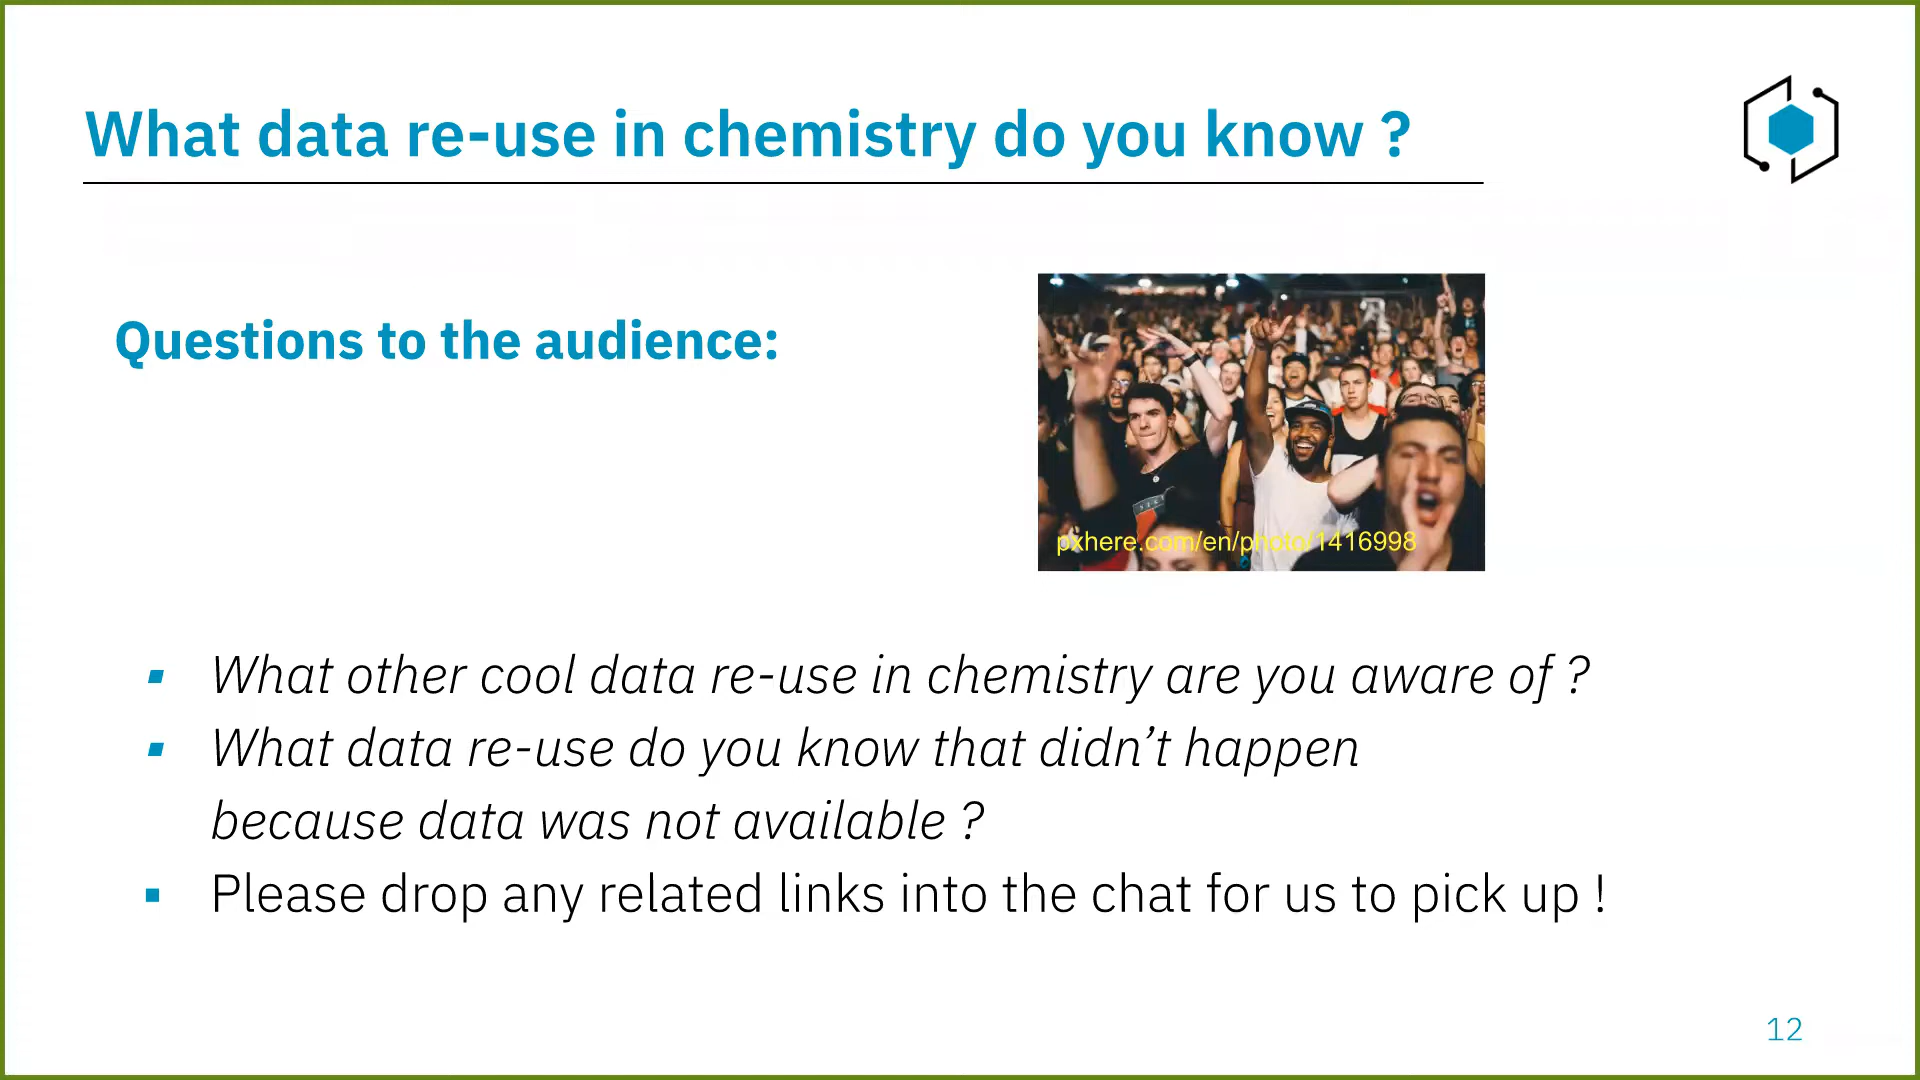 What data re-use in chemistry do you know ?
Questions to the audience:
pxhere.com/en/photo/1416998
▪ What other cool data re-use in chemistry are you aware of ?
▪ What data re-use do you know that didn’t happen
because data was not available ?
▪ Please drop any related links into the chat for us to pick up !
12